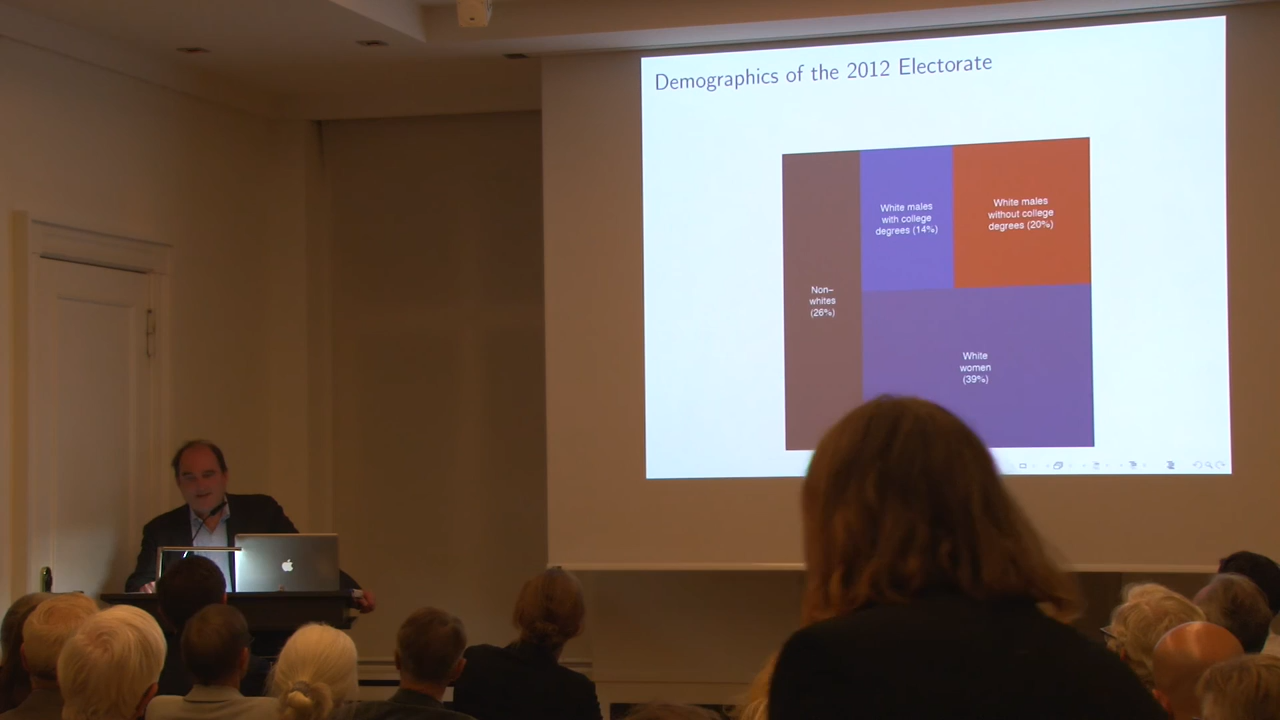 Demographics of the 2012 Electorate
White males
with college
degrees (14%)
White males
without college
degrees (20%)
Non–
whites
(26%)
White
women
(39%)